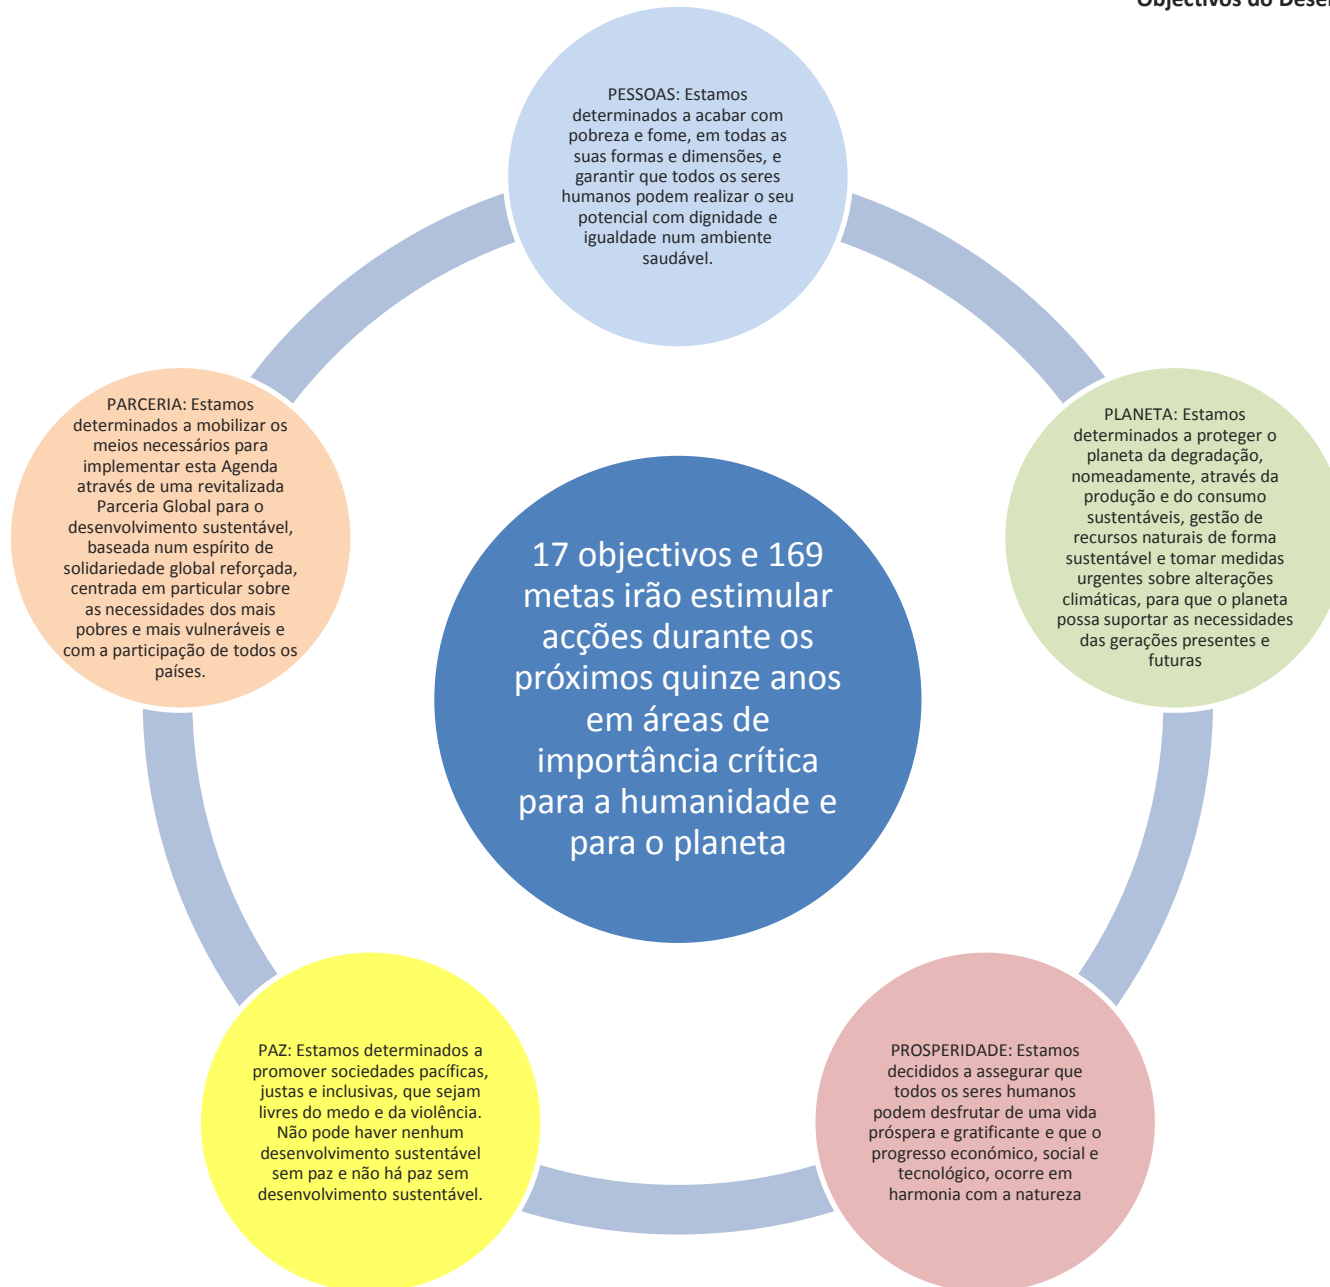 PESSOAS: Estamos
determinados a acabar com
pobreza e fome, em todas as
suas formas e dimensões, e
garantir que todos os seres
humanos podem realizar o seu
potencial com dignidade e
igualdade num ambiente
saudável.
PARCERIA: Estamos
determinados a mobilizar os
meios necessários para
implementar esta Agenda
através de uma revitalizada
Parceria Global para o
desenvolvimento sustentável,
baseada num espírito de
solidariedade global reforçada,
centrada em particular sobre
as necessidades dos mais
pobres e mais vulneráveis e
com a participação de todos os
países.
PLANETA: Estamos
determinados a proteger o
planeta da degradação,
nomeadamente, através da
produção e do consumo
sustentáveis, gestão de
recursos naturais de forma
sustentável e tomar medidas
urgentes sobre alterações
climáticas, para que o planeta
possa suportar as necessidades
das gerações presentes e
futuras
17 objectivos e 169
metas irão estimular
acções durante os
próximos quinze anos
em áreas de
importância crítica
para a humanidade e
para o planeta
PAZ: Estamos determinados a
promover sociedades pacíficas,
justas e inclusivas, que sejam
livres do medo e da violência.
Não pode haver nenhum
desenvolvimento sustentável
sem paz e não há paz sem
desenvolvimento sustentável.
PROSPERIDADE: Estamos
decididos a assegurar que
todos os seres humanos
podem desfrutar de uma vida
próspera e gratificante e que o
progresso económico, social e
tecnológico, ocorre em
harmonia com a natureza